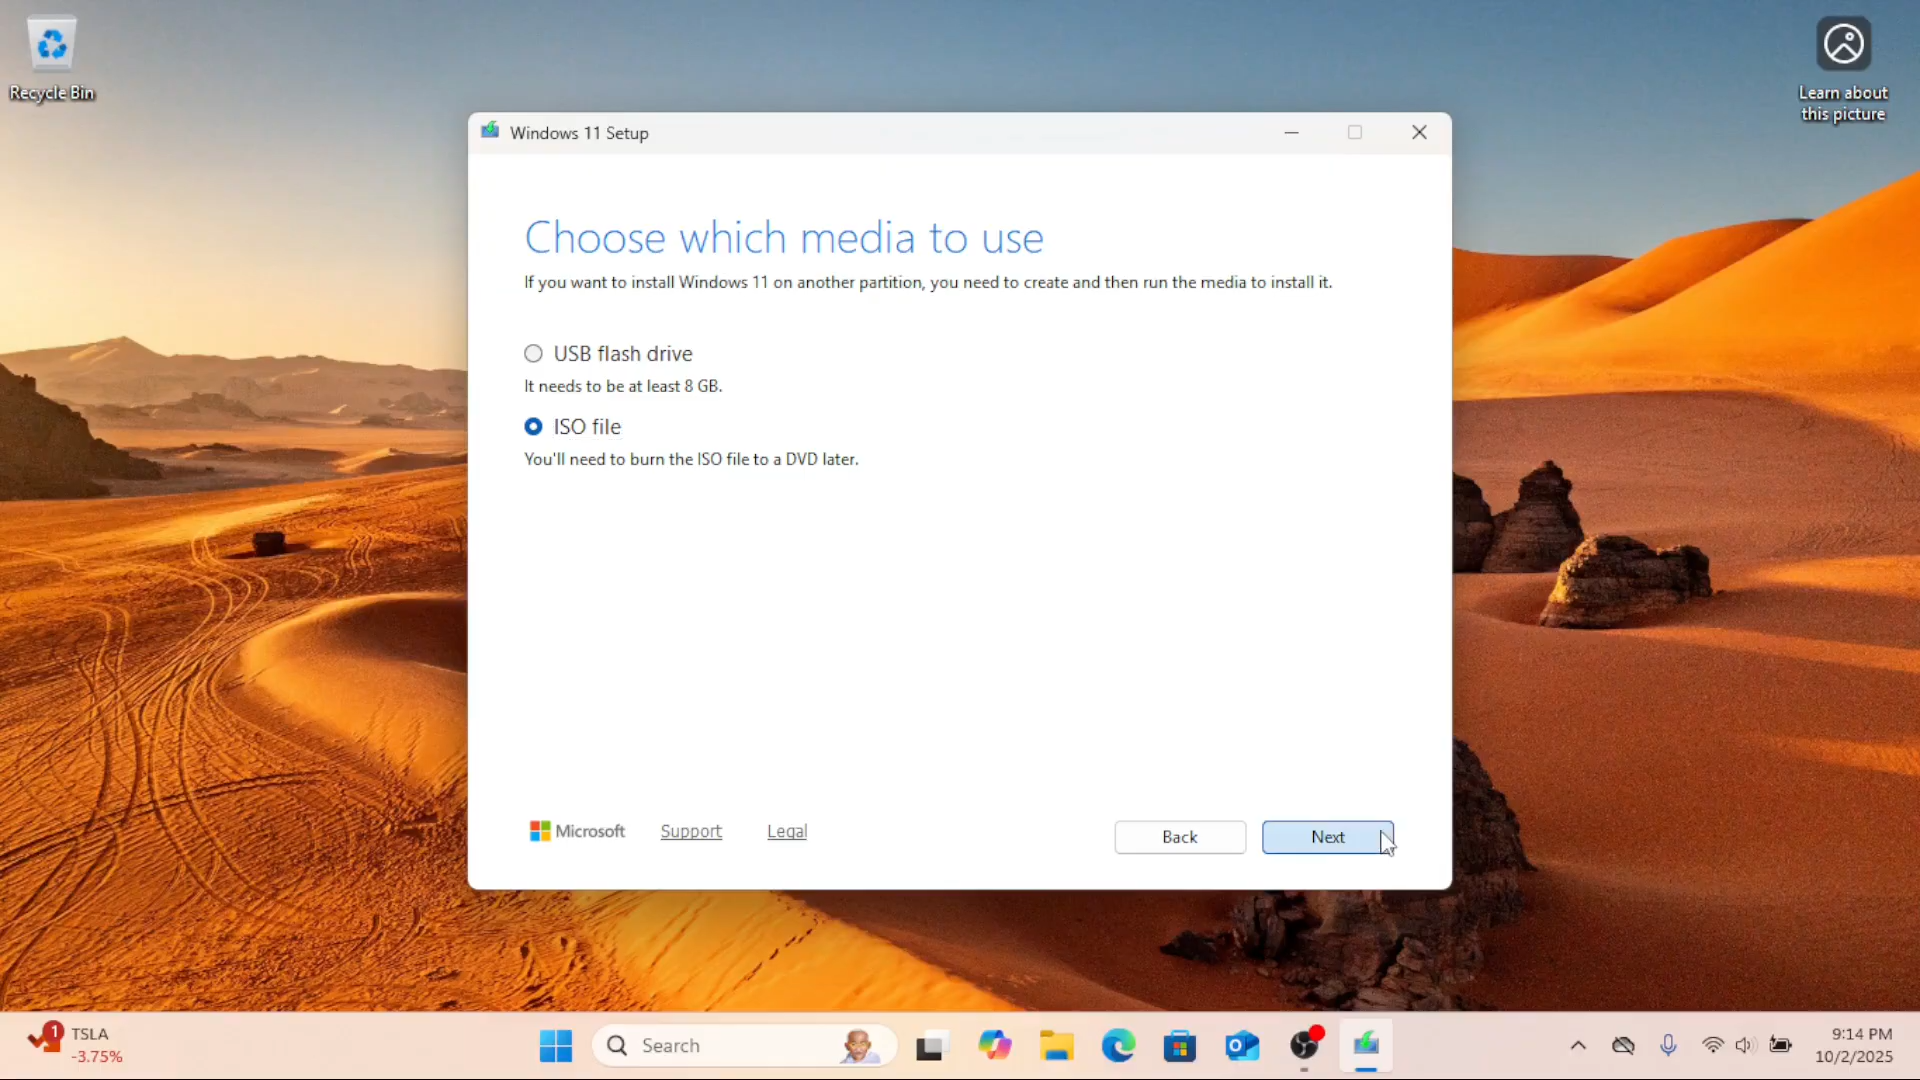 Recycle Bin
Learn about
this picture
Windows 11 Setup
Choose which media to use
If you want to install Windows 11 on another partition, you need to create and then run the media to install it.
USB flash drive
It needs to be at least 8 GB.
ISO file
You'll need to burn the ISO file to a DVD later.
Microsoft
Support
Legal
Back
Next
1
TSLA
-3.75%
Search
9:14 PM
10/2/2025